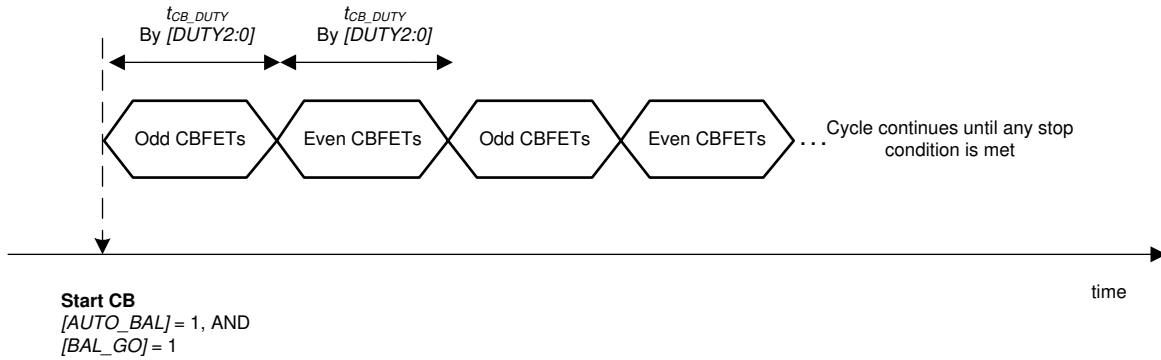 tCB_DUTY
By [DUTY2:0]
tCB_DUTY
By [DUTY2:0]
Odd CBFETs
Even CBFETs
Odd CBFETs
Even CBFETs
... Cycle continues until any stop
condition is met
time
Start CB
[AUTO_BAL] = 1, AND
[BAL_GO] = 1